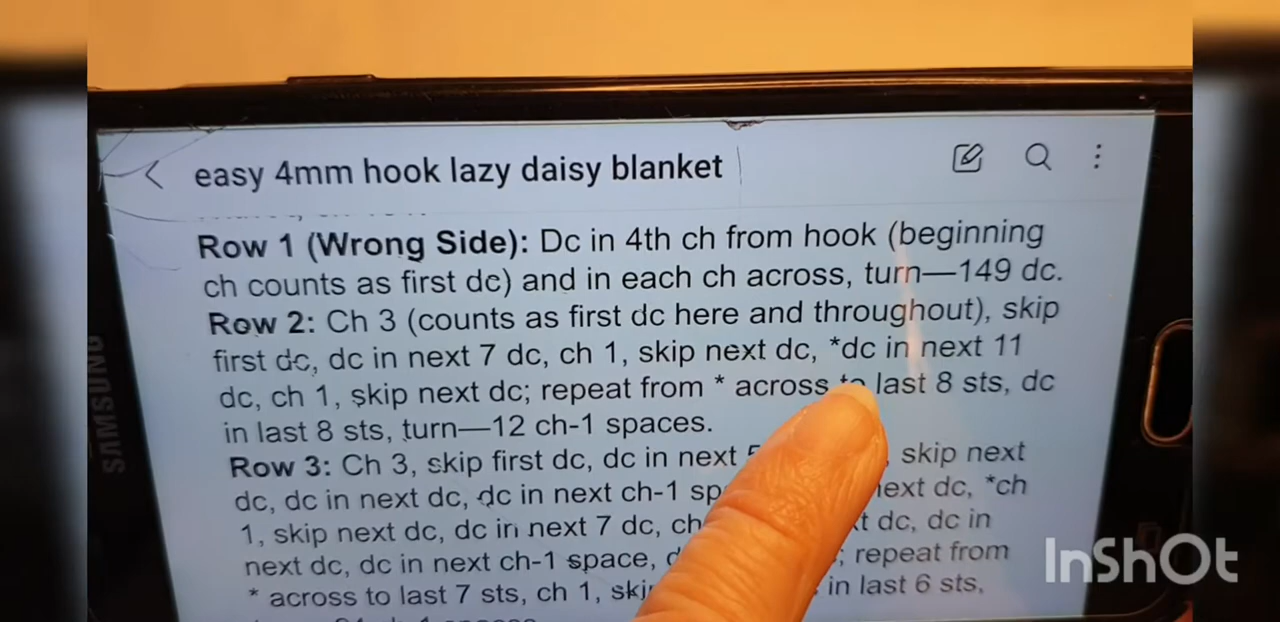 easy 4mm hook lazy daisy blanket
Row 1 (Wrong Side): Dc in 4th ch from hook (beginning
ch counts as first dc) and in each ch across, turn—149 dc.
Row 2: Ch 3 (counts as first dc here and throughout), skip
first dc, dc in next 7 dc, ch 1, skip next dc, *dc in next 11
dc, ch 1, skip next dc; repeat from * across to last 8 sts, dc
in last 8 sts, turn—12 ch-1 spaces.
Row 3: Ch 3, skip first dc, dc in next skip next
dc, dc in next dc, dc in next ch-1 next dc, *ch
1, skip next dc, dc in next 7 dc, dc, dc in
next dc, dc in next ch-1 space, ; repeat from
* across to last 7 sts, ch 1, in last 6 sts,
SAMSUNG
InShOt